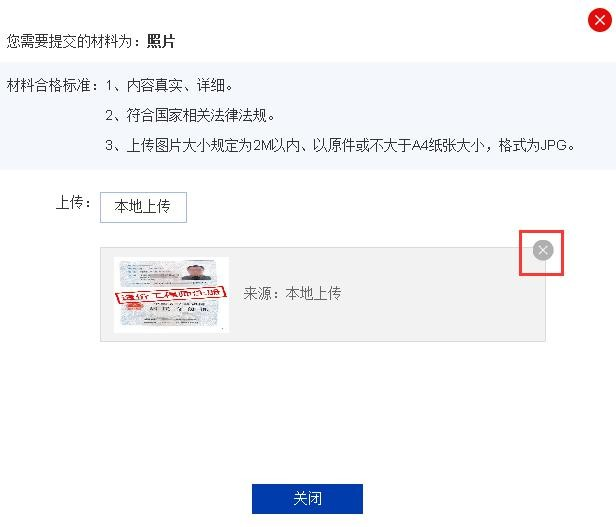 您需要提交的材料为：照片
材料合格标准：1、内容真实、详细。
2、符合国家相关法律法规。
3、上传图片大小规定为2M以内、以原件或不大于A4纸张大小，格式为JPG。
上传：
本地上传
来源：本地上传
关闭